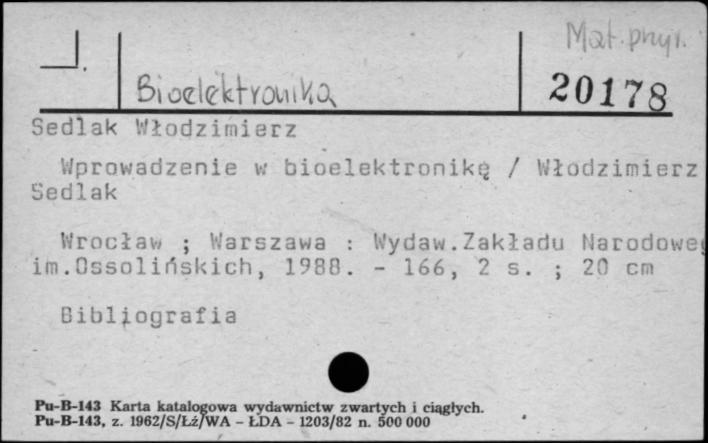 Mat. phyr.
Bioelektronika
20178
Sedlak Włodzimierz
Wprowadzenie w bioelektronikę / Włodzimierz
Sedlak
Wrocław ; Warszawa : Wydaw.Zakładu Narodoweg
im.Ossolińskich, 1988. - 166, 2 s. ; 20 cm
Bibliografia
Pu-B-143 Karta katalogowa wydawnictw zwartych i ciągłych.
Pu-B-143, z. 1962/S/Łż/WA - ŁDA - 1203/82 n. 500 000